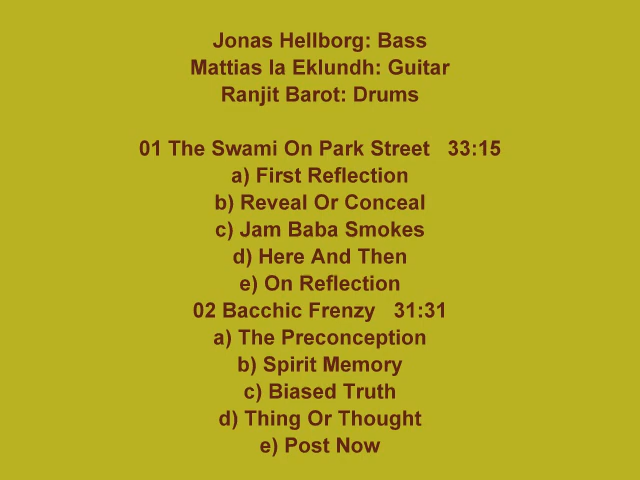 Jonas Hellborg: Bass
Mattias Ia Eklundh: Guitar
Ranjit Barot: Drums
01 The Swami On Park Street 33:15
a) First Reflection
b) Reveal Or Conceal
c) Jam Baba Smokes
d) Here And Then
e) On Reflection
02 Bacchic Frenzy 31:31
a) The Preconception
b) Spirit Memory
c) Biased Truth
d) Thing Or Thought
e) Post Now